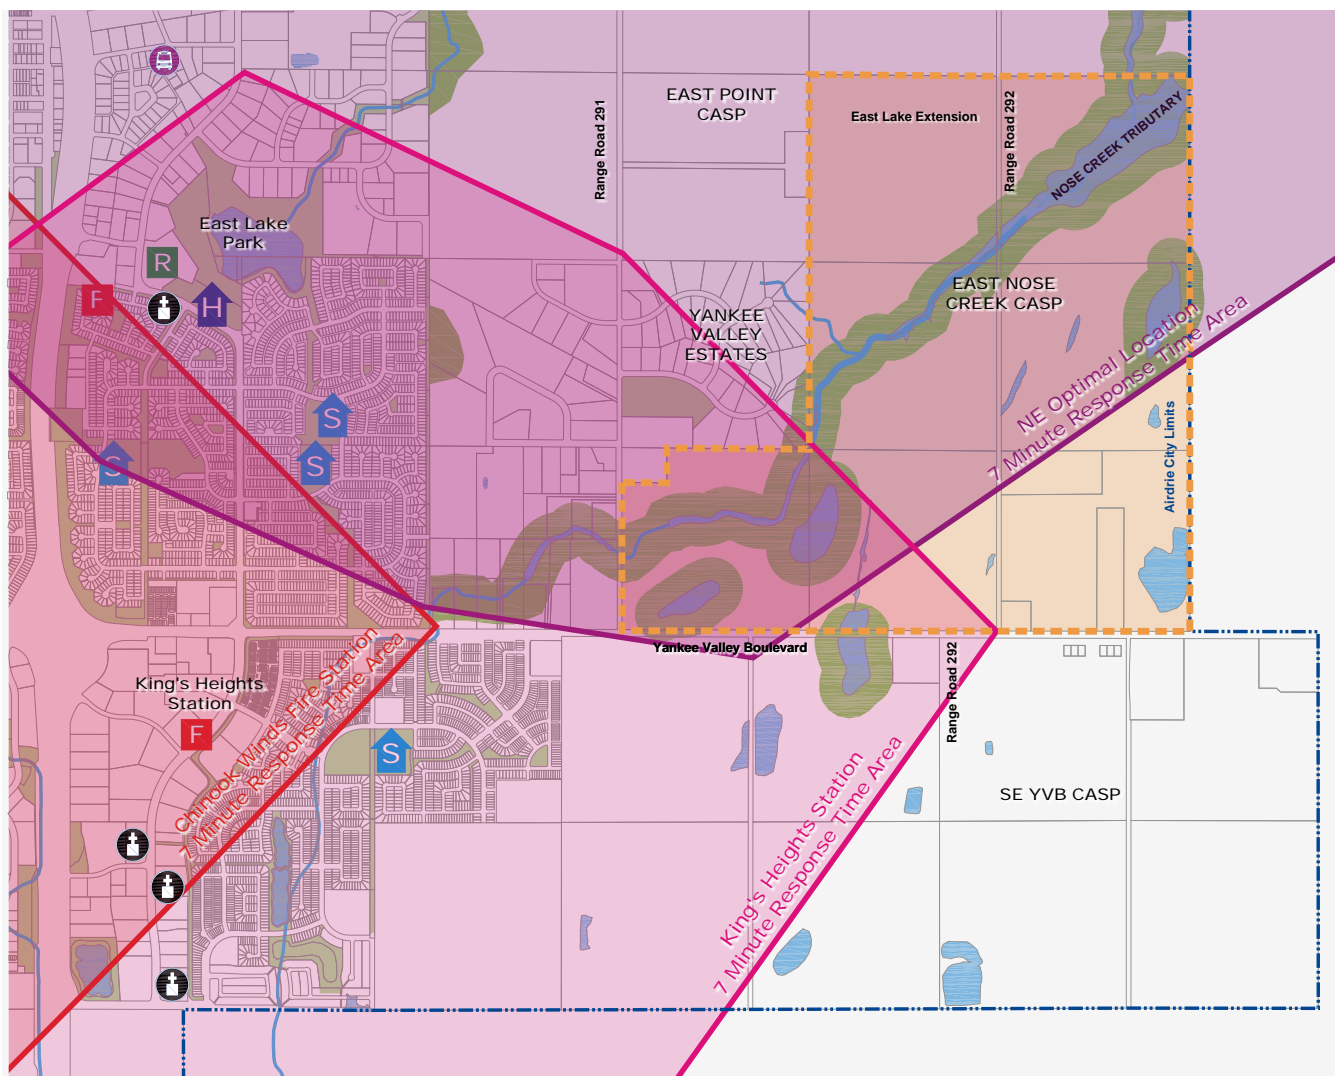 EAST POINT
CASP
Range Road 291
East Lake Extension
Range Road 292
NOSE CREEK TRIBUTARY
East Lake
Park
R
F
H
YANKEE
VALLEY
ESTATES
EAST NOSE
CREEK CASP
NE Optimal Location
7 Minute Response Time Area
Airdrie City Limits
S
S
S
Yankee Valley Boulevard
Range Road 292
King's Heights
Station
F
Chinook Winds Fire Station
7 Minute Response Time Area
S
King's Heights Station
7 Minute Response Time Area
SE YVB CASP